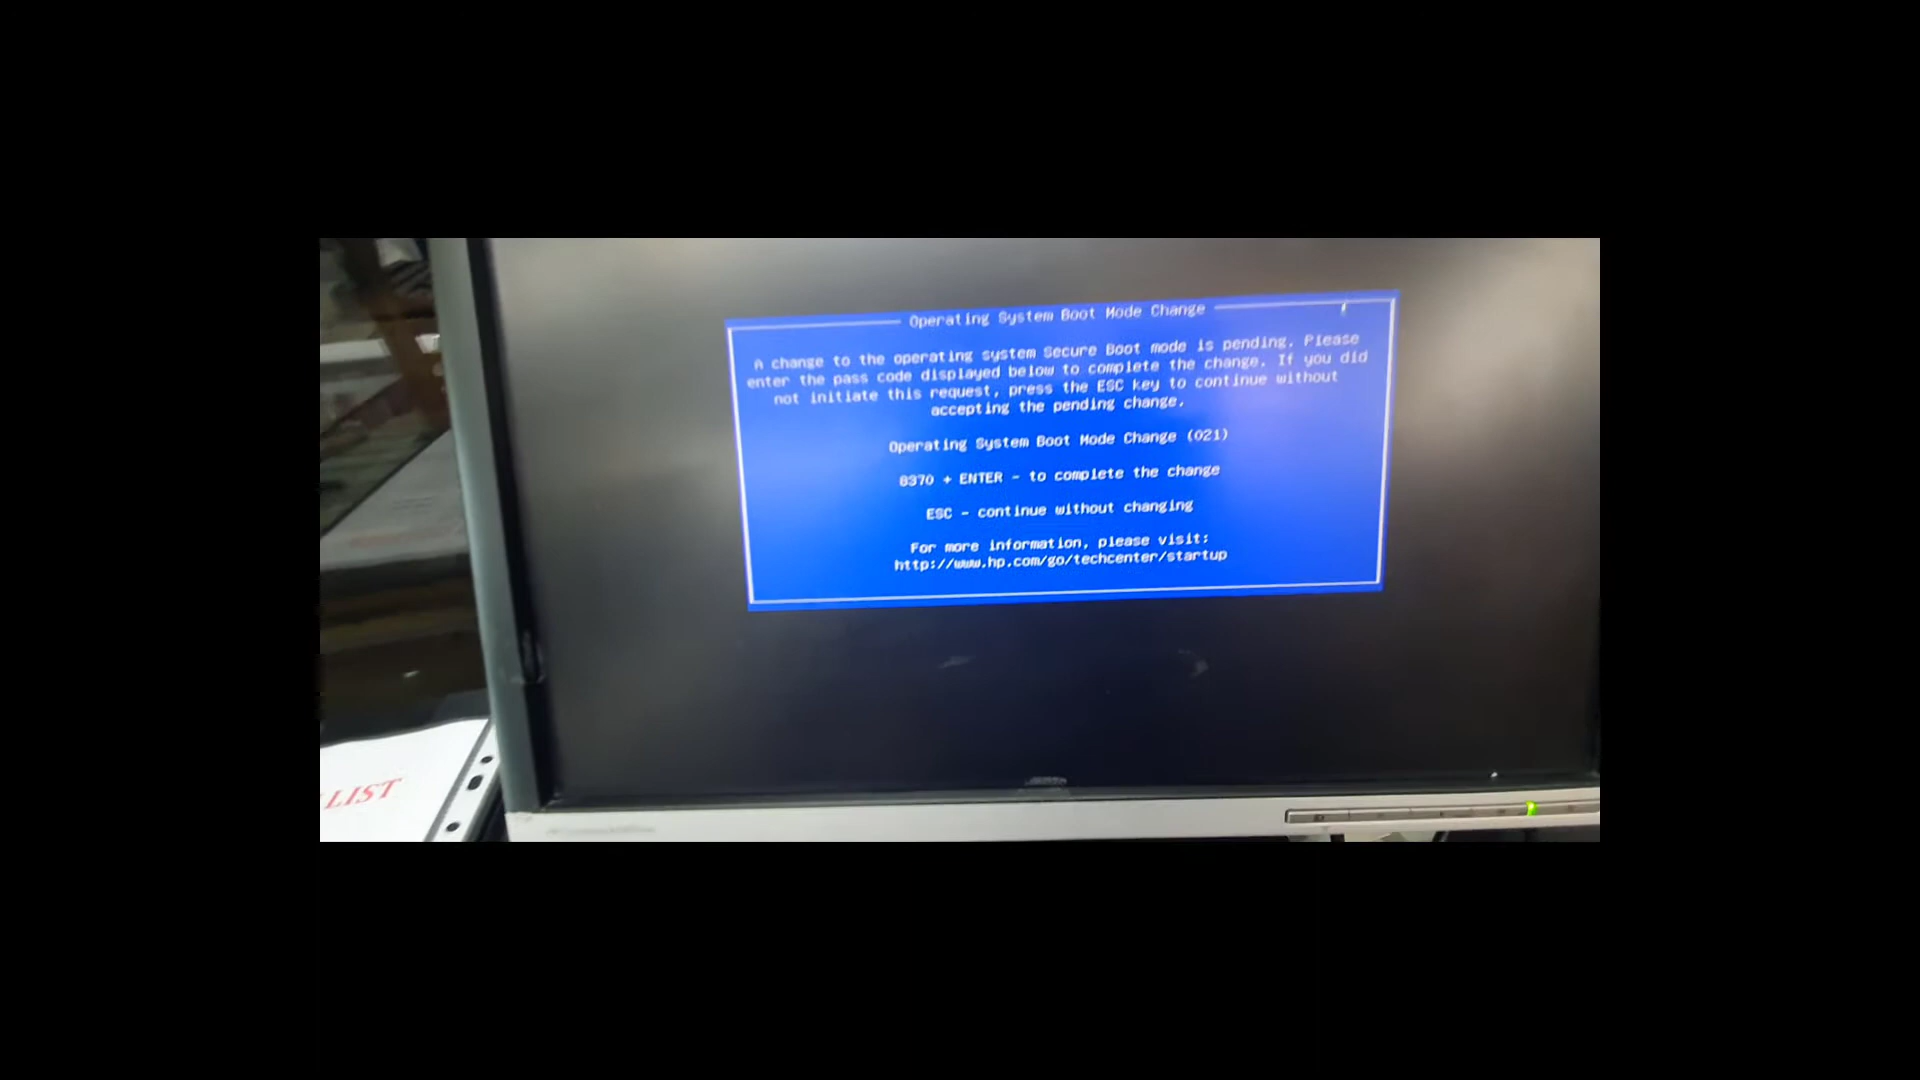 Operating System Boot Mode Change
A change to the operating system Secure Boot mode is pending. Please
enter the pass code displayed below to complete the change. If you did
not initiate this request, press the ESC key to continue without
accepting the pending change.
Operating System Boot Mode Change (021)
8370 + ENTER - to complete the change
ESC - continue without changing
For more information, please visit:
http://www.hp.com/go/techcenter/startup
LIST